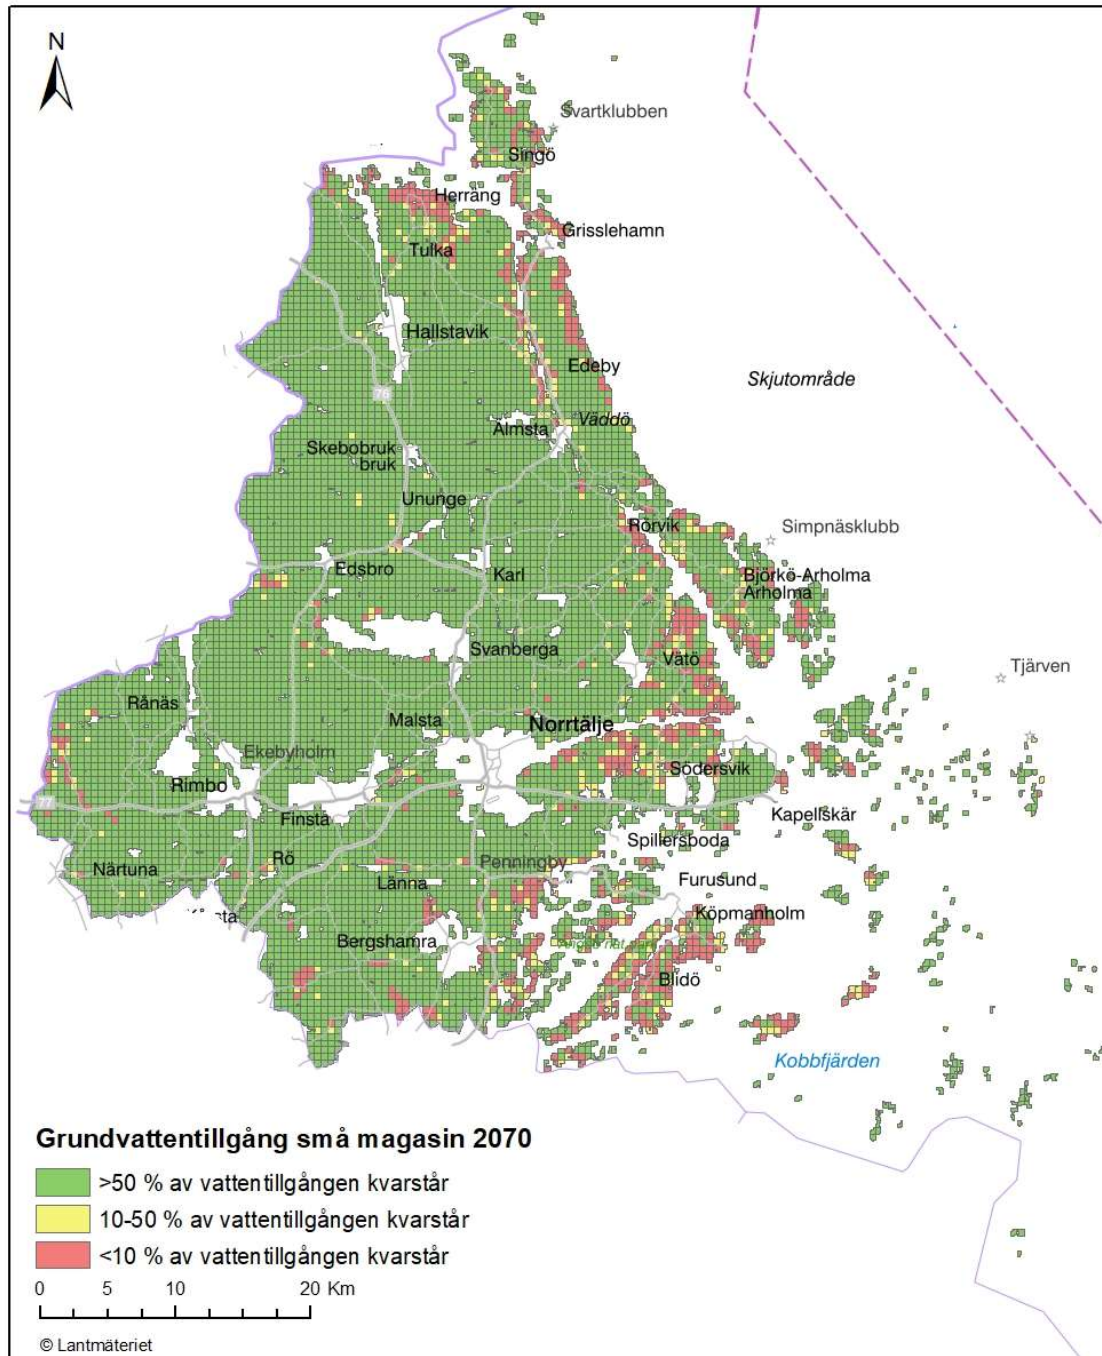 N
Svartklubben
Singö
Herräng
Grisslehamn
Tulka
Hallstavik
Edeby
Skjutområde
76
Väddö
Älmsta
Skebobruk
bruk
Ununge
Rörvik
Simpnäsklubb
Edsbro
Karl
Björkö-Arholma
Arholma
Svanberga
Vätö
Tjärven
Rånäs
Malsta
Norrtälje
Ekebyholm
Södersvik
Rimbo
77
Finsta
Kapellskär
Spillersboda
Närtuna
Rö
Penningby
Länna
Furusund
Köpmanholm
Bergshamra
Blidö
Kobbfjärden
Grundvattentillgång små magasin 2070
>50 % av vattentillgången kvarstår
10-50 % av vattentillgången kvarstår
<10 % av vattentillgången kvarstår
0 5 10 20 Km
© Lantmäteriet